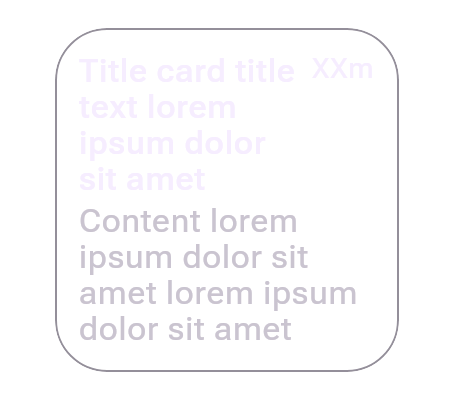 Title card title XXm
text lorem
ipsum dolor
sit amet
Content lorem
ipsum dolor sit
amet lorem ipsum
dolor sit amet